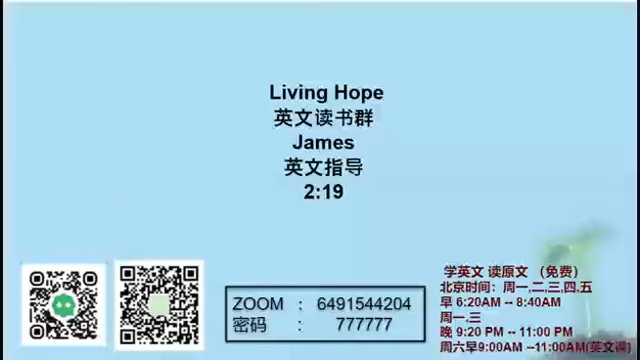 Living Hope
英文读书群
James
英文指导
2:19
ZOOM : 6491544204
密码 : 777777
学英文 读原文 （免费）
北京时间：周一,二,三,四,五
早 6:20AM -- 8:40AM
周一,三
晚 9:20 PM -- 11:00 PM
周六早9:00AM --11:00AM(英文课)